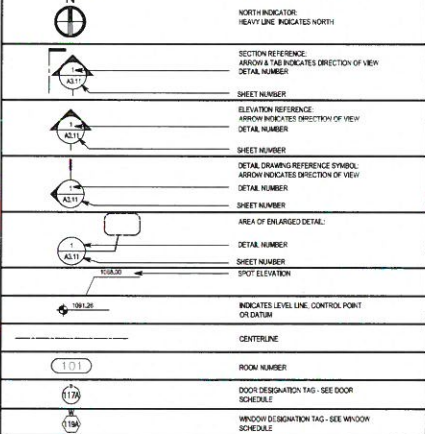 N
NORTH INDICATOR:
HEAVY LINE INDICATES NORTH
SECTION REFERENCE:
ARROW & TAB INDICATES DIRECTION OF VIEW
1
DETAIL NUMBER
A3.11
SHEET NUMBER
ELEVATION REFERENCE:
ARROW INDICATES DIRECTION OF VIEW
1
DETAIL NUMBER
A3.11
SHEET NUMBER
DETAIL DRAWING REFERENCE SYMBOL:
ARROW INDICATES DIRECTION OF VIEW
1
DETAIL NUMBER
A3.11
SHEET NUMBER
AREA OF ENLARGED DETAIL:
1
DETAIL NUMBER
A3.11
SHEET NUMBER
1088.00
SPOT ELEVATION
1091.26
INDICATES LEVEL LINE, CONTROL POINT
OR DATUM
CENTERLINE
101
ROOM NUMBER
117A
DOOR DESIGNATION TAG - SEE DOOR
SCHEDULE
119A
WINDOW DESIGNATION TAG - SEE WINDOW
SCHEDULE